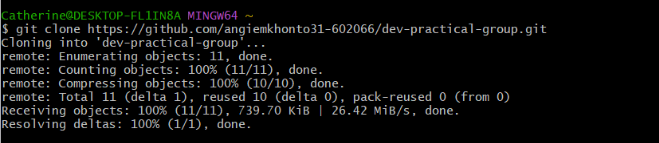 Catherine@DESKTOP-FL1IN8A MINGW64 ~
$ git clone https://github.com/angiemkhonto31-602066/dev-practical-group.git
Cloning into 'dev-practical-group'...
remote: Enumerating objects: 11, done.
remote: Counting objects: 100% (11/11), done.
remote: Compressing objects: 100% (10/10), done.
remote: Total 11 (delta 1), reused 10 (delta 0), pack-reused 0 (from 0)
Receiving objects: 100% (11/11), 739.70 KiB | 26.42 MiB/s, done.
Resolving deltas: 100% (1/1), done.